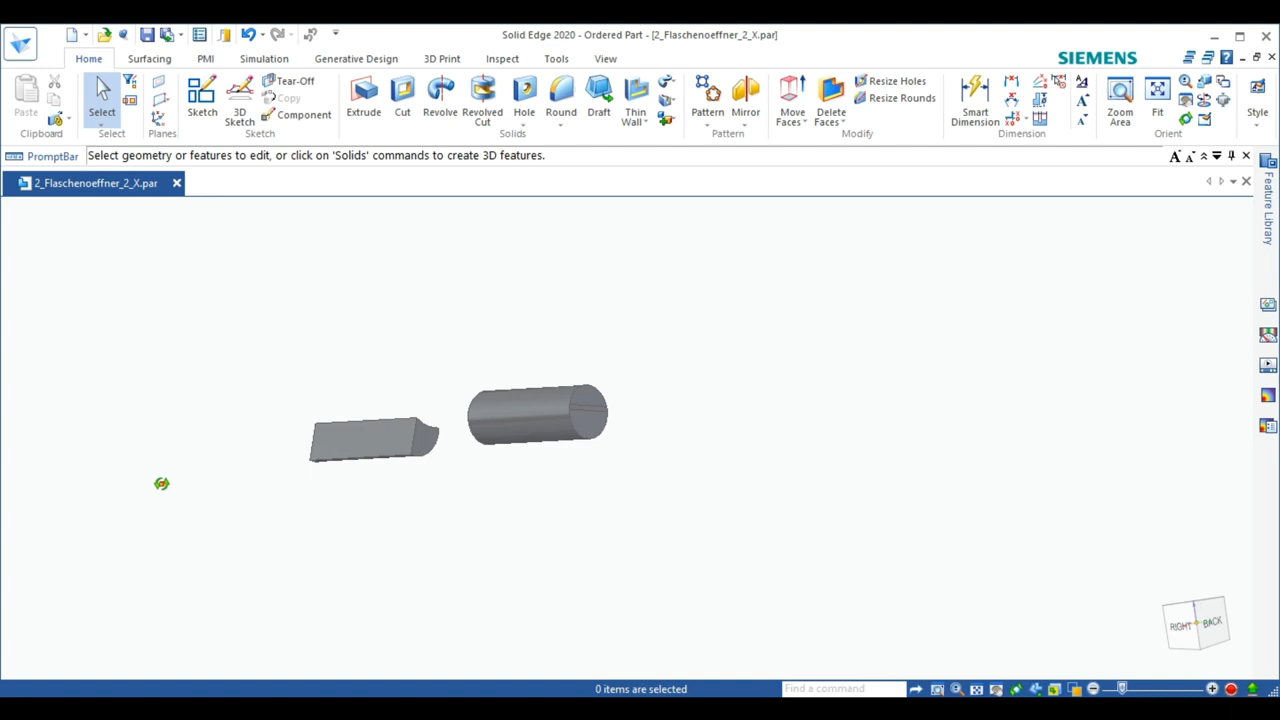 Solid Edge 2020 - Ordered Part - [2_Flaschenoeffner_2_X.par]
Home Surfacing PMI Simulation Generative Design 3D Print Inspect Tools View SIEMENS
Paste Select Sketch 3D Sketch Tear-Off Copy Component Extrude Cut Revolve Revolved Cut Hole Round Draft Thin Wall Pattern Mirror Move Faces Delete Faces Resize Holes Resize Rounds Smart Dimension Zoom Area Fit Style
Clipboard Select Planes Sketch Solids Pattern Modify Dimension Orient
PromptBar Select geometry or features to edit, or click on 'Solids' commands to create 3D features.
2_Flaschenoeffner_2_X.par
Feature Library
RIGHT BACK
0 items are selected Find a command